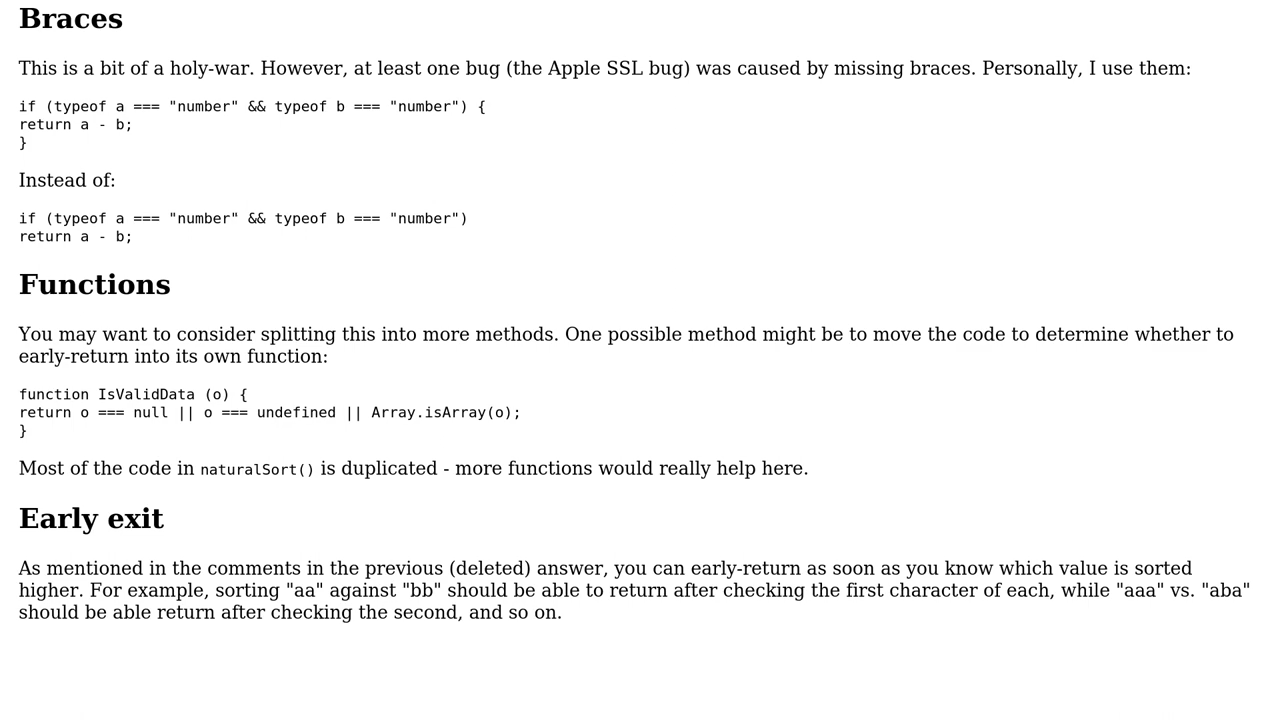 Braces
This is a bit of a holy-war. However, at least one bug (the Apple SSL bug) was caused by missing braces. Personally, I use them:
if (typeof a === "number" && typeof b === "number") {
return a - b;
}
Instead of:
if (typeof a === "number" && typeof b === "number")
return a - b;
Functions
You may want to consider splitting this into more methods. One possible method might be to move the code to determine whether to
early-return into its own function:
function IsValidData (o) {
return o === null || o === undefined || Array.isArray(o);
}
Most of the code in naturalSort() is duplicated - more functions would really help here.
Early exit
As mentioned in the comments in the previous (deleted) answer, you can early-return as soon as you know which value is sorted
higher. For example, sorting "aa" against "bb" should be able to return after checking the first character of each, while "aaa" vs. "aba"
should be able return after checking the second, and so on.